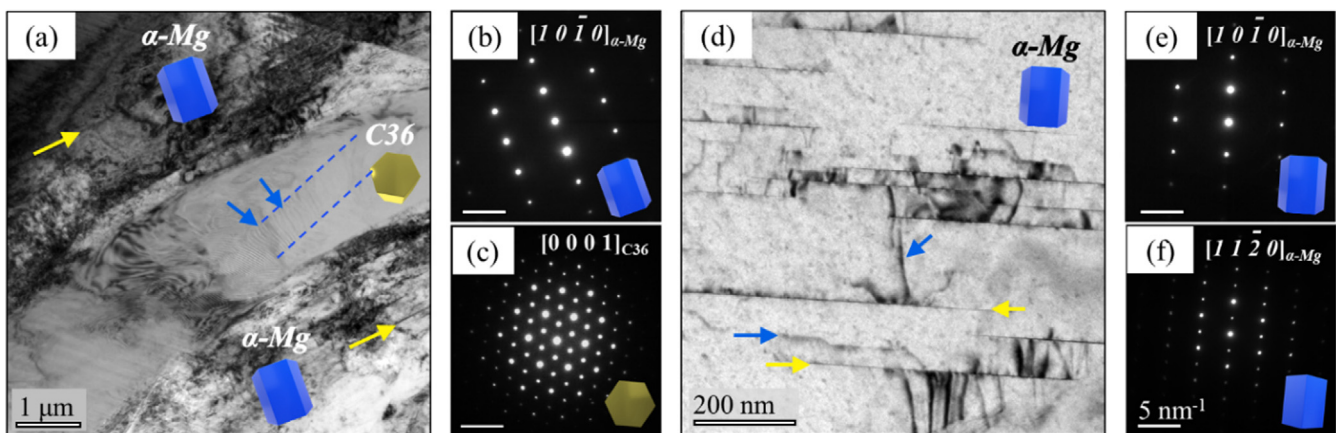 (a)
α-Mg
C36
α-Mg
1 μm
(b)
[1 0 1̄ 0]α-Mg
(c)
[0 0 0 1]C36
(d)
α-Mg
200 nm
(e)
[1 0 1̄ 0]α-Mg
(f)
[1 1 2̄ 0]α-Mg
5 nm⁻¹